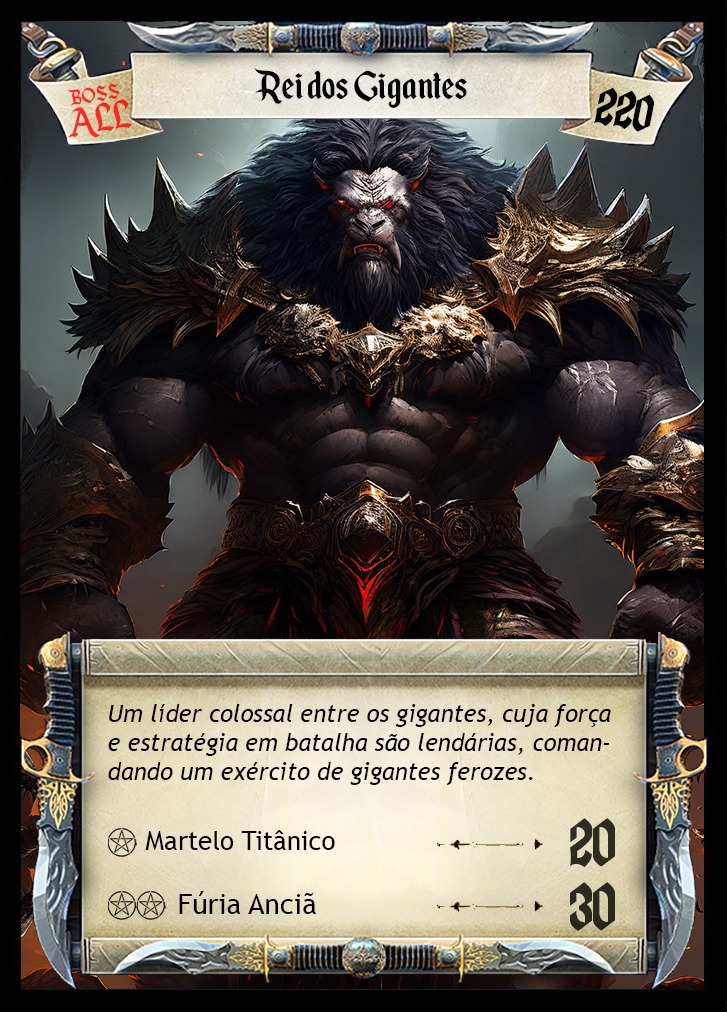 Rei dos Gigantes
BOSS
ALL
220
Um líder colossal entre os gigantes, cuja força
e estratégia em batalha são lendárias, coman-
dando um exército de gigantes ferozes.
Martelo Titânico 20
Fúria Anciã 30